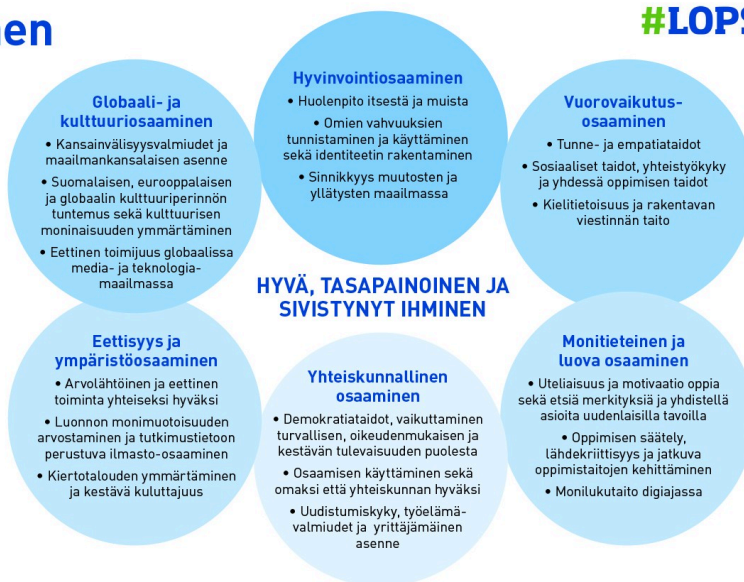 nen
#LOPS
Hyvinvointiosaaminen
• Huolenpito itsestä ja muista
• Omien vahvuuksien
tunnistaminen ja käyttäminen
sekä identiteetin rakentaminen
• Sinnikkyys muutosten ja
yllätysten maailmassa
Globaali- ja
kulttuuriosaaminen
• Kansainvälisyysvalmiudet ja
maailmankansalaisen asenne
• Suomalaisen, eurooppalaisen
ja globaalin kulttuuriperinnön
tuntemus sekä kulttuurisen
moninaisuuden ymmärtäminen
• Eettinen toimijuus globaalissa
media- ja teknologia-
maailmassa
Vuorovaikutus-
osaaminen
• Tunne- ja empatiataidot
• Sosiaaliset taidot, yhteistyökyky
ja yhdessä oppimisen taidot
• Kielitietoisuus ja rakentavan
viestinnän taito
HYVÄ, TASAPAINOINEN JA
SIVISTYNYT IHMINEN
Eettisyys ja
ympäristöosaaminen
• Arvolähtöinen ja eettinen
toiminta yhteiseksi hyväksi
• Luonnon monimuotoisuuden
arvostaminen ja tutkimustietoon
perustuva ilmasto-osaaminen
• Kiertotalouden ymmärtäminen
ja kestävä kuluttajuus
Yhteiskunnallinen
osaaminen
• Demokratiataidot, vaikuttaminen
turvallisen, oikeudenmukaisen ja
kestävän tulevaisuuden puolesta
• Osaamisen käyttäminen sekä
omaksi että yhteiskunnan hyväksi
• Uudistumiskyky, työelämä-
valmiudet ja yrittäjämäinen
asenne
Monitieteinen ja
luova osaaminen
• Uteliaisuus ja motivaatio oppia
sekä etsiä merkityksiä ja yhdistellä
asioita uudenlaisilla tavoilla
• Oppimisen säätely,
lähdekriittisyys ja jatkuva
oppimistaitojen kehittäminen
• Monilukutaito digiajassa